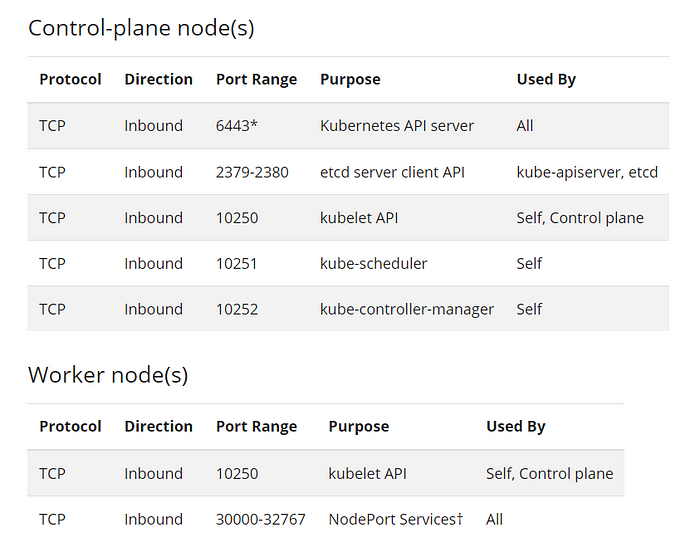 Control-plane node(s)
Protocol Direction Port Range Purpose Used By
TCP Inbound 6443* Kubernetes API server All
TCP Inbound 2379-2380 etcd server client API kube-apiserver, etcd
TCP Inbound 10250 kubelet API Self, Control plane
TCP Inbound 10251 kube-scheduler Self
TCP Inbound 10252 kube-controller-manager Self
Worker node(s)
Protocol Direction Port Range Purpose Used By
TCP Inbound 10250 kubelet API Self, Control plane
TCP Inbound 30000-32767 NodePort Services† All